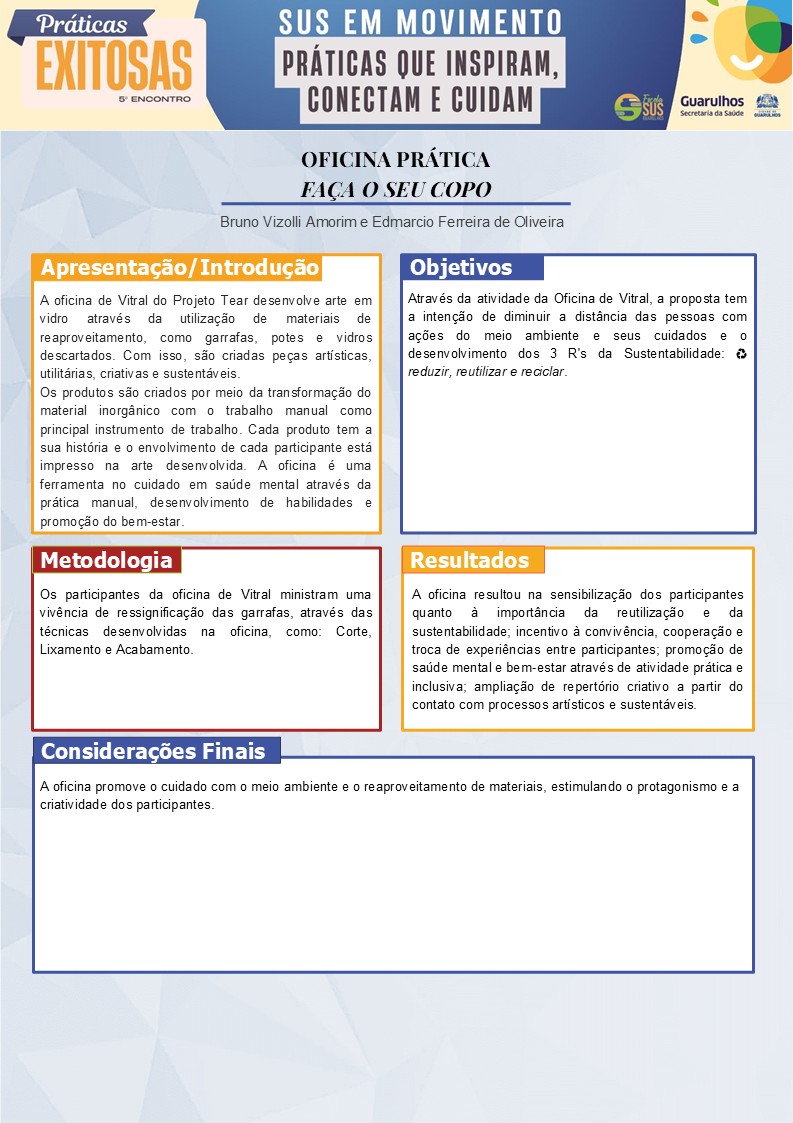 Práticas
EXITOSAS
5º ENCONTRO
SUS EM MOVIMENTO
PRÁTICAS QUE INSPIRAM,
CONECTAM E CUIDAM
Escola
SUS
Guarulhos
Secretaria da Saúde
GUARULHOS
OFICINA PRÁTICA
FAÇA O SEU COPO
Bruno Vizolli Amorim e Edmarcio Ferreira de Oliveira
Apresentação/Introdução
A oficina de Vitral do Projeto Tear desenvolve arte em
vidro através da utilização de materiais de
reaproveitamento, como garrafas, potes e vidros
descartados. Com isso, são criadas peças artísticas,
utilitárias, criativas e sustentáveis.
Os produtos são criados por meio da transformação do
material inorgânico com o trabalho manual como
principal instrumento de trabalho. Cada produto tem a
sua história e o envolvimento de cada participante está
impresso na arte desenvolvida. A oficina é uma
ferramenta no cuidado em saúde mental através da
prática manual, desenvolvimento de habilidades e
promoção do bem-estar.
Objetivos
Através da atividade da Oficina de Vitral, a proposta tem
a intenção de diminuir a distância das pessoas com
ações do meio ambiente e seus cuidados e o
desenvolvimento dos 3 R's da Sustentabilidade: ♻
reduzir, reutilizar e reciclar.
Metodologia
Os participantes da oficina de Vitral ministram uma
vivência de ressignificação das garrafas, através das
técnicas desenvolvidas na oficina, como: Corte,
Lixamento e Acabamento.
Resultados
A oficina resultou na sensibilização dos participantes
quanto à importância da reutilização e da
sustentabilidade; incentivo à convivência, cooperação e
troca de experiências entre participantes; promoção de
saúde mental e bem-estar através de atividade prática e
inclusiva; ampliação de repertório criativo a partir do
contato com processos artísticos e sustentáveis.
Considerações Finais
A oficina promove o cuidado com o meio ambiente e o reaproveitamento de materiais, estimulando o protagonismo e a
criatividade dos participantes.